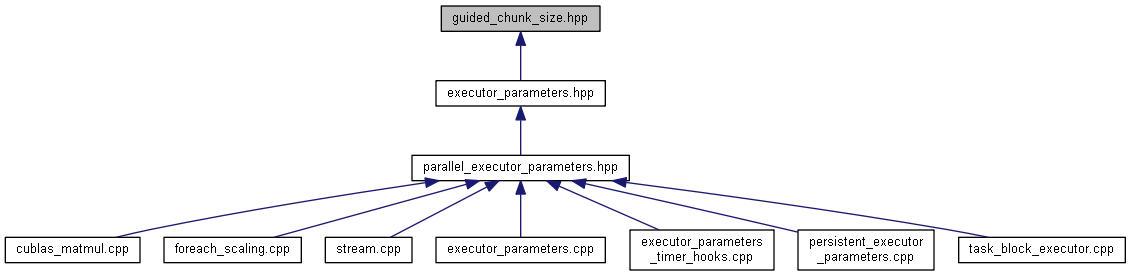 guided_chunk_size.hpp
executor_parameters.hpp
parallel_executor_parameters.hpp
cublas_matmul.cpp
foreach_scaling.cpp
stream.cpp
executor_parameters.cpp
executor_parameters
_timer_hooks.cpp
persistent_executor
_parameters.cpp
task_block_executor.cpp